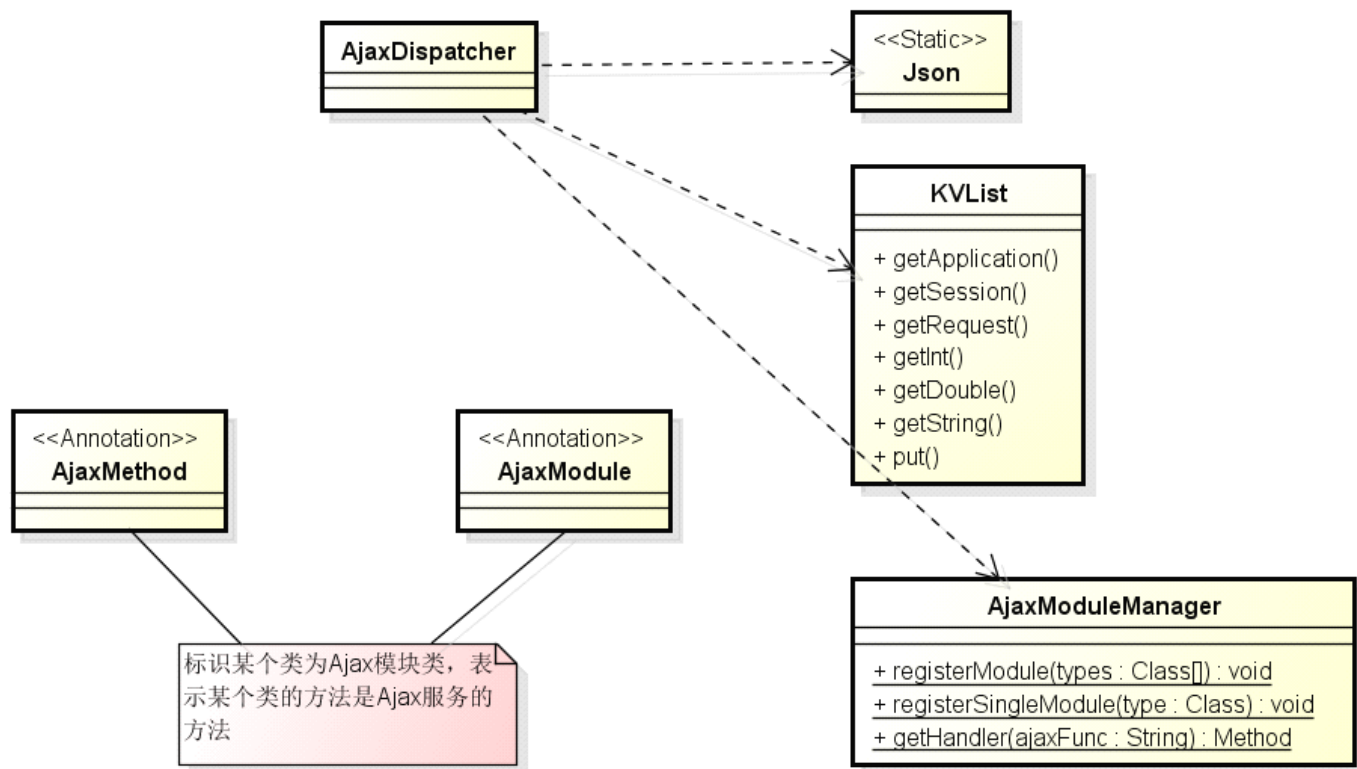 AjaxDispatcher
<<Static>>
Json
KVList
+ getApplication()
+ getSession()
+ getRequest()
+ getInt()
+ getDouble()
+ getString()
+ put()
<<Annotation>>
AjaxMethod
<<Annotation>>
AjaxModule
标识某个类为Ajax模块类，表
示某个类的方法是Ajax服务的
方法
AjaxModuleManager
+ registerModule(types : Class[]) : void
+ registerSingleModule(type : Class) : void
+ getHandler(ajaxFunc : String) : Method